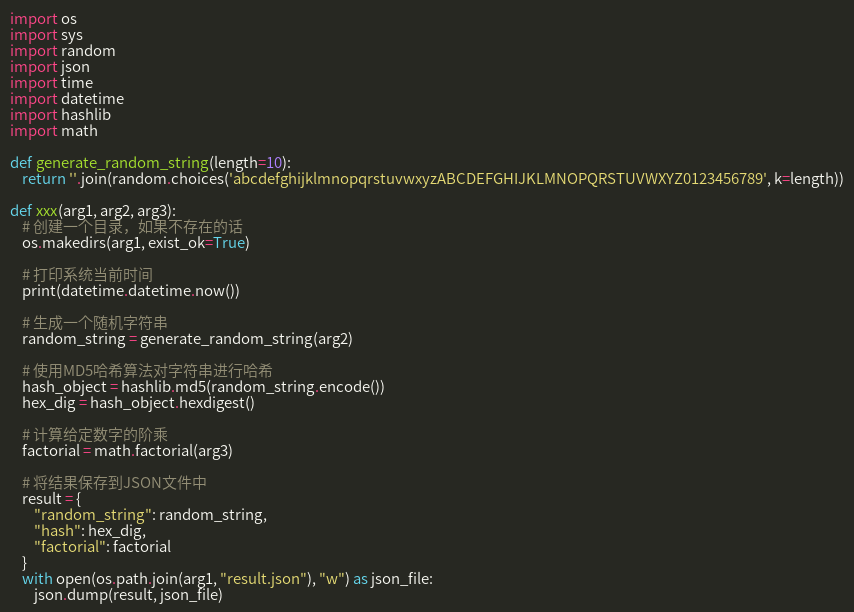 import os
import sys
import random
import json
import time
import datetime
import hashlib
import math

def generate_random_string(length=10):
    return ''.join(random.choices('abcdefghijklmnopqrstuvwxyzABCDEFGHIJKLMNOPQRSTUVWXYZ0123456789', k=length))

def xxx(arg1, arg2, arg3):
    # 创建一个目录，如果不存在的话
    os.makedirs(arg1, exist_ok=True)

    # 打印系统当前时间
    print(datetime.datetime.now())

    # 生成一个随机字符串
    random_string = generate_random_string(arg2)

    # 使用MD5哈希算法对字符串进行哈希
    hash_object = hashlib.md5(random_string.encode())
    hex_dig = hash_object.hexdigest()

    # 计算给定数字的阶乘
    factorial = math.factorial(arg3)

    # 将结果保存到JSON文件中
    result = {
        "random_string": random_string,
        "hash": hex_dig,
        "factorial": factorial
    }
    with open(os.path.join(arg1, "result.json"), "w") as json_file:
        json.dump(result, json_file)